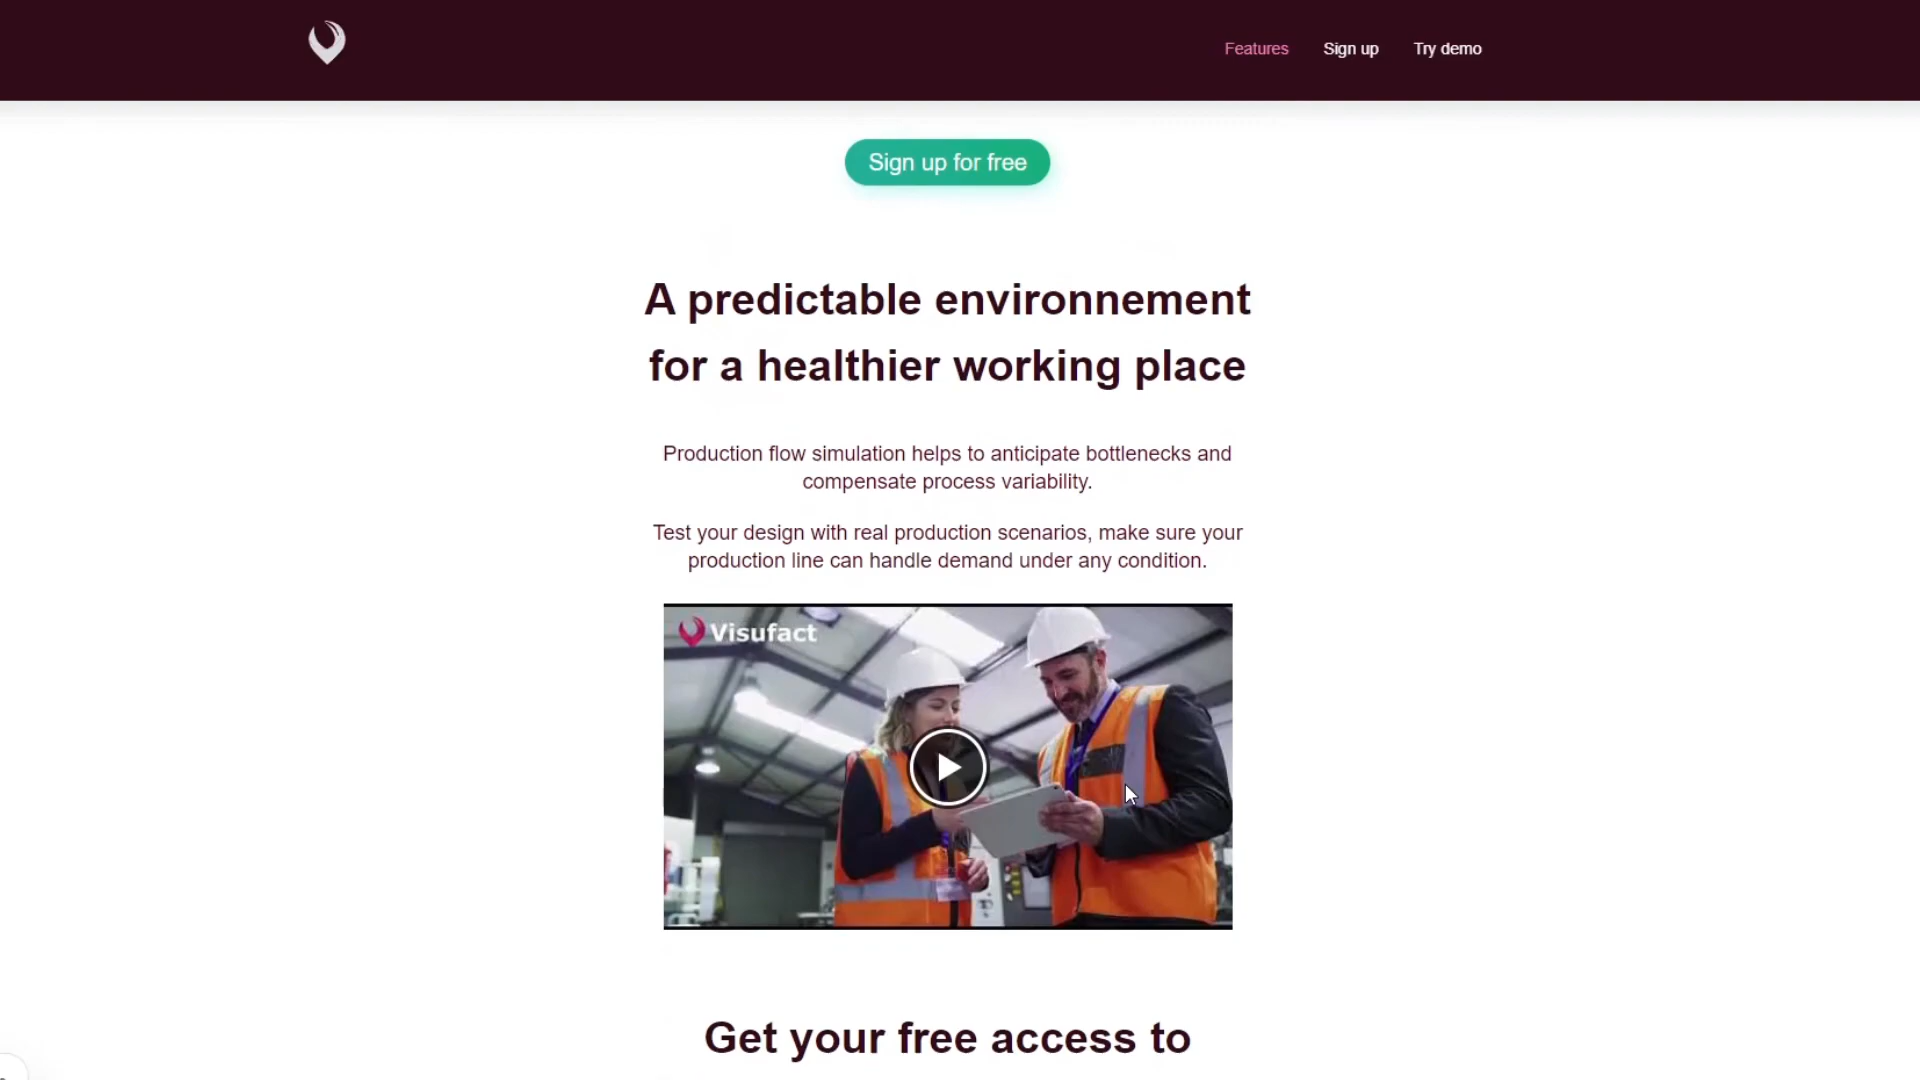 Features
Sign up
Try demo
Sign up for free
A predictable environnement
for a healthier working place
Production flow simulation helps to anticipate bottlenecks and
compensate process variability.
Test your design with real production scenarios, make sure your
production line can handle demand under any condition.
Visufact
Get your free access to